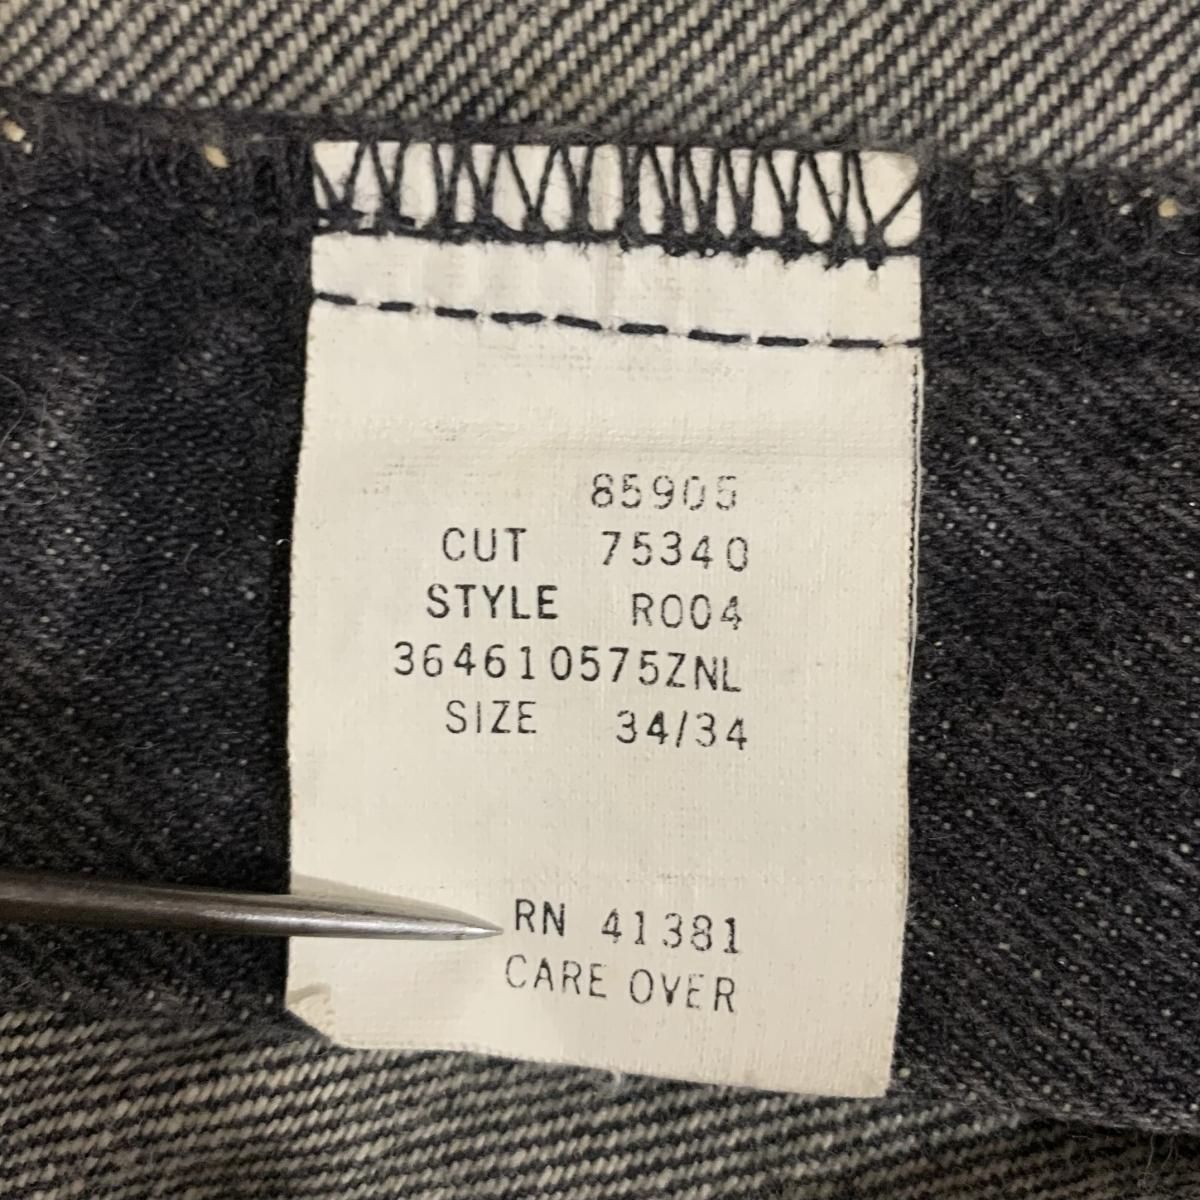 85905
CUT 75340
STYLE R004
364610575ZNL
SIZE 34/34
RN 41381
CARE OVER